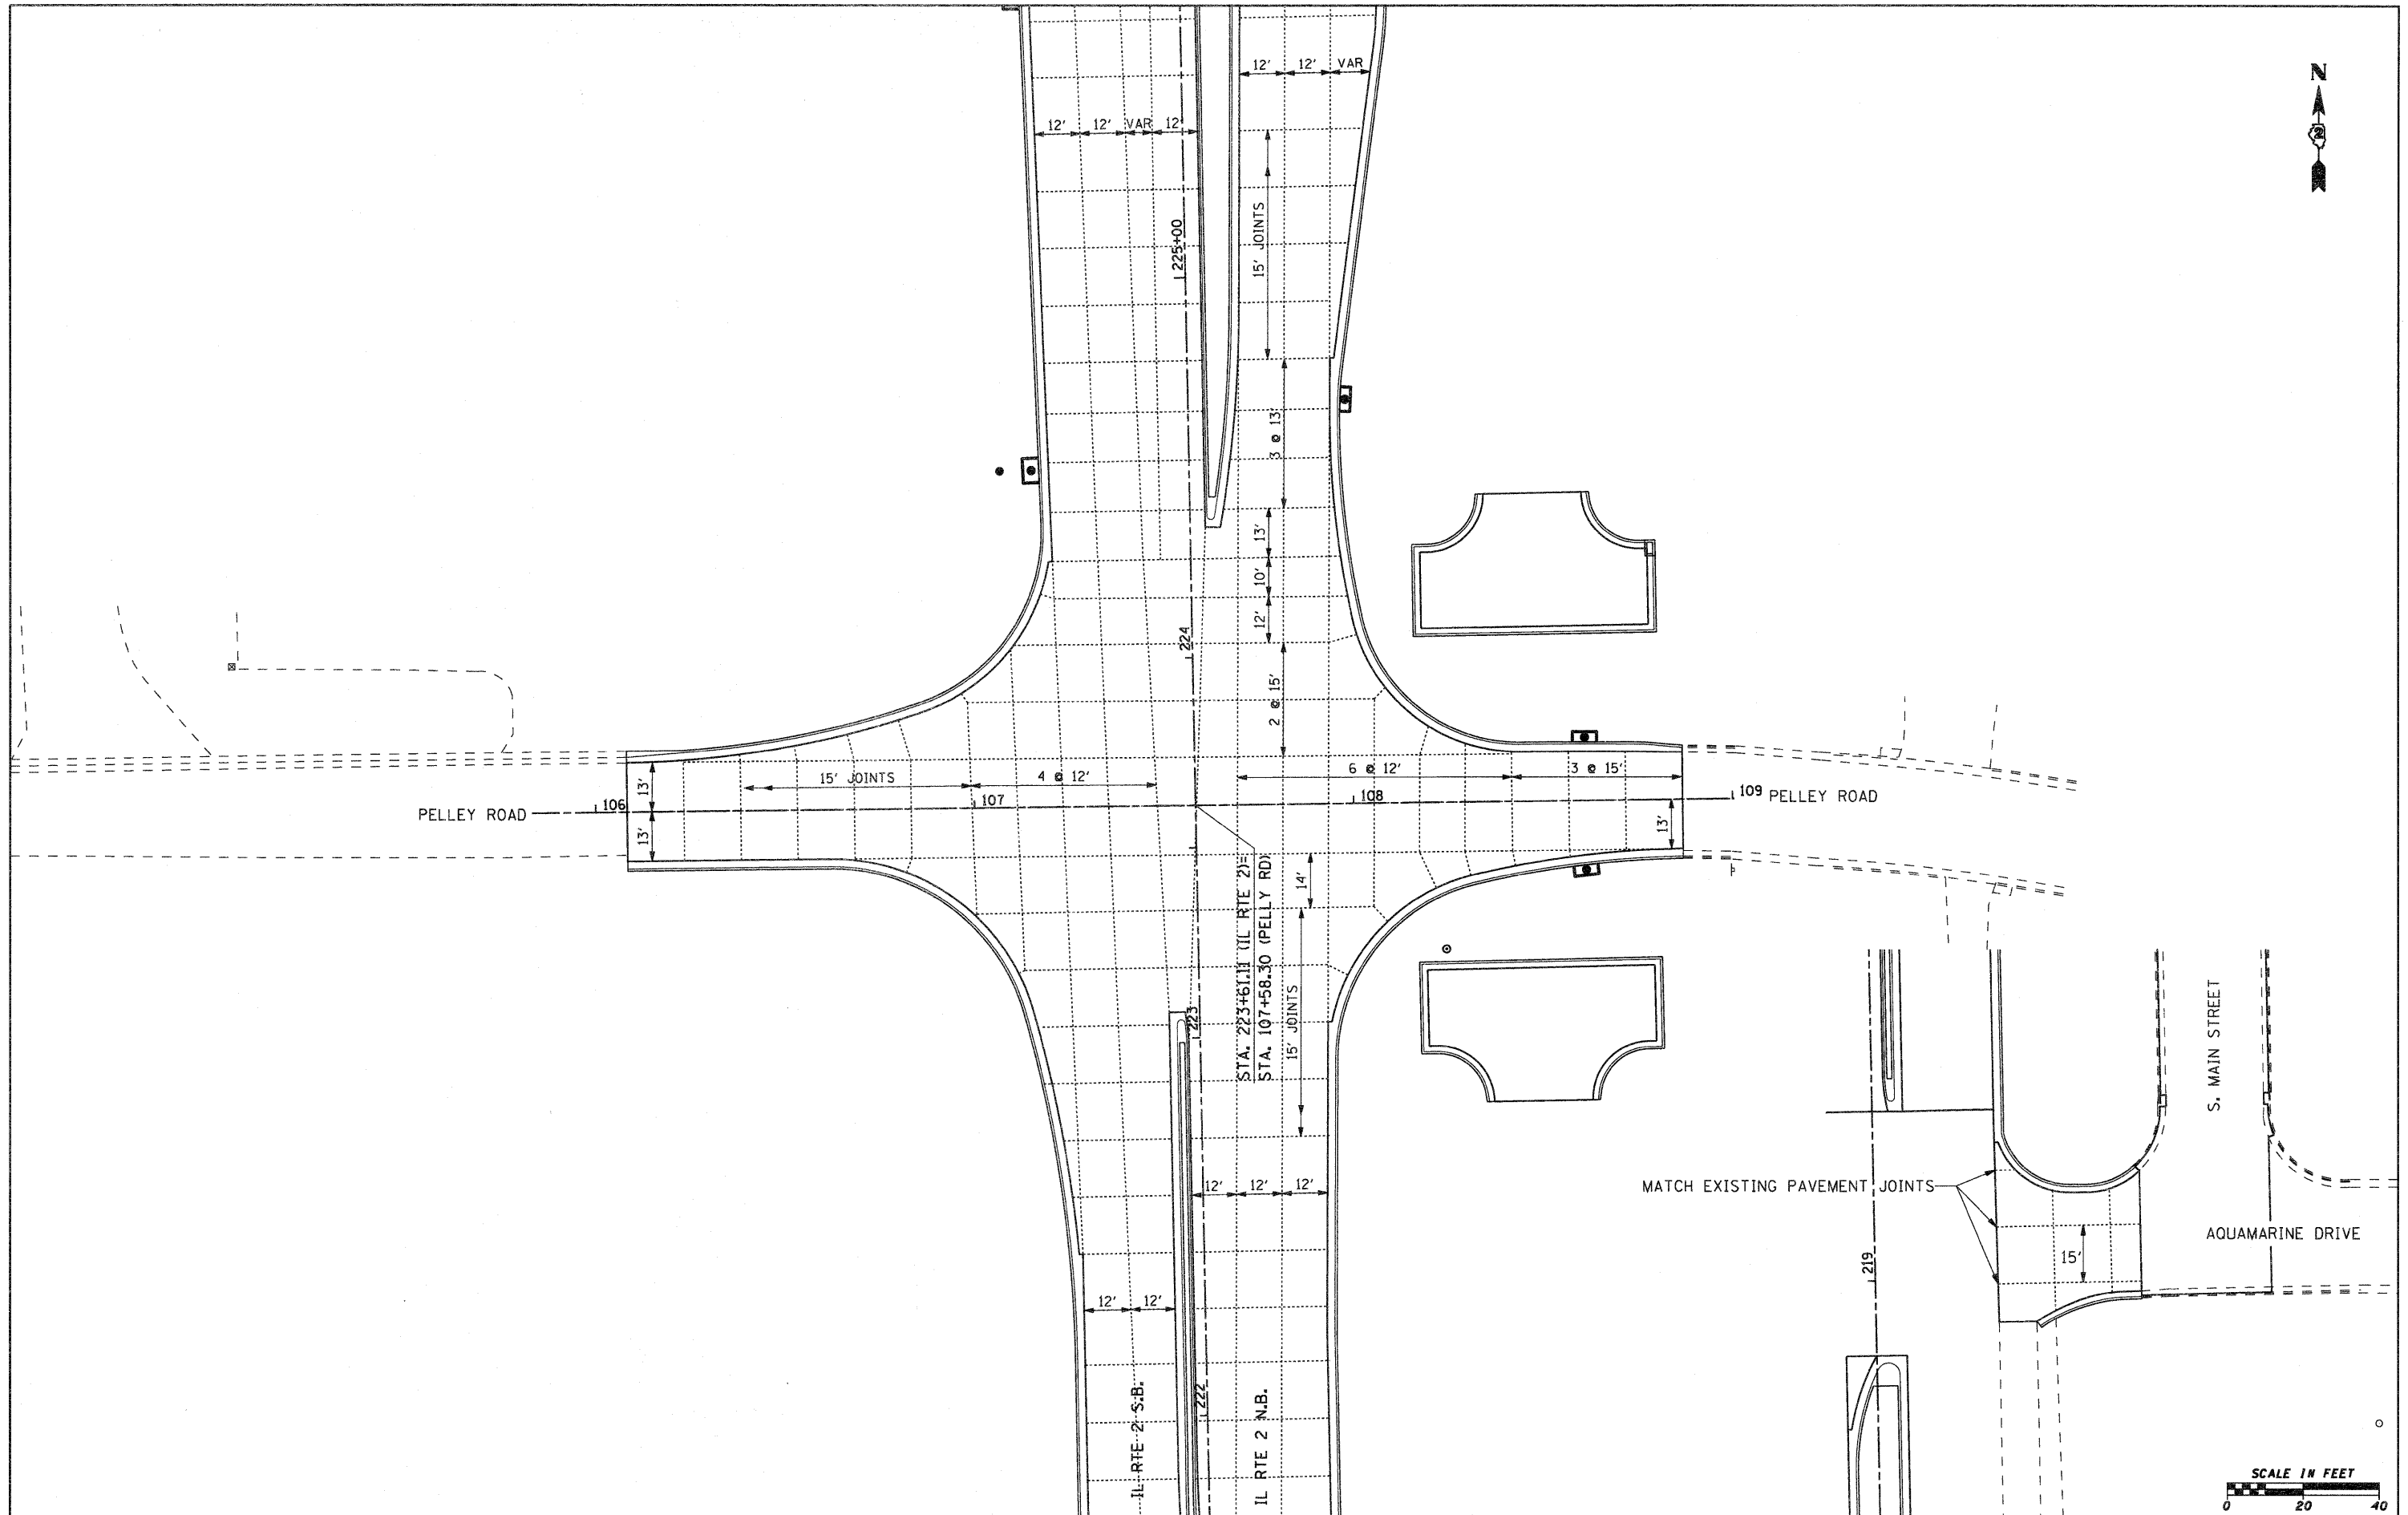 12' 12' VAR
N
12' 12' VAR 12'
2
15' JOINTS
225+00
3 @ 13'
13'
10'
12'
224
2 @ 15'
15' JOINTS
4 @ 12'
6 @ 12'
3 @ 15'
13'
106
107
108
109 PELLEY ROAD
PELLEY ROAD
13'
13'
14'
STA. 223+61.11 (IL RTE 2)=
STA. 107+58.30 (PELLY RD)
223
15' JOINTS
S. MAIN STREET
12' 12' 12'
MATCH EXISTING PAVEMENT JOINTS
AQUAMARINE DRIVE
15'
219
12' 12'
IL RTE 2 S.B.
222
IL RTE 2 N.B.
SCALE IN FEET
0 20 40